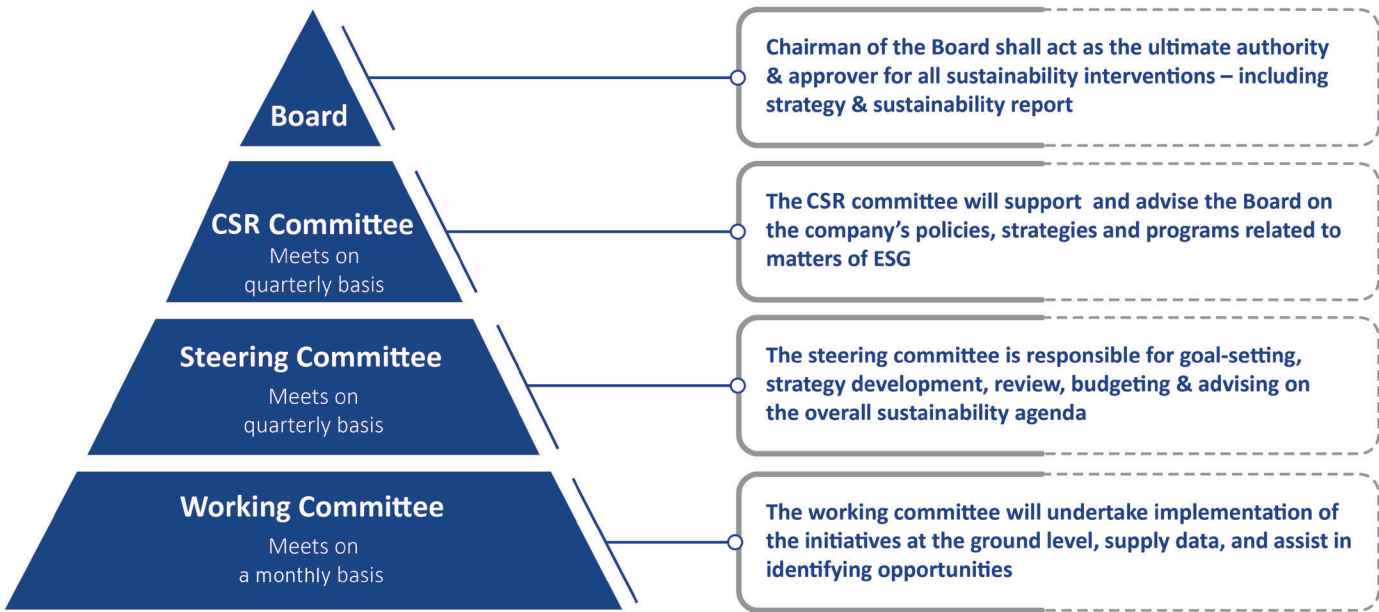 Board
Chairman of the Board shall act as the ultimate authority
& approver for all sustainability interventions – including
strategy & sustainability report
CSR Committee
Meets on
quarterly basis
The CSR committee will support and advise the Board on
the company's policies, strategies and programs related to
matters of ESG
Steering Committee
Meets on
quarterly basis
The steering committee is responsible for goal-setting,
strategy development, review, budgeting & advising on
the overall sustainability agenda
Working Committee
Meets on
a monthly basis
The working committee will undertake implementation of
the initiatives at the ground level, supply data, and assist in
identifying opportunities